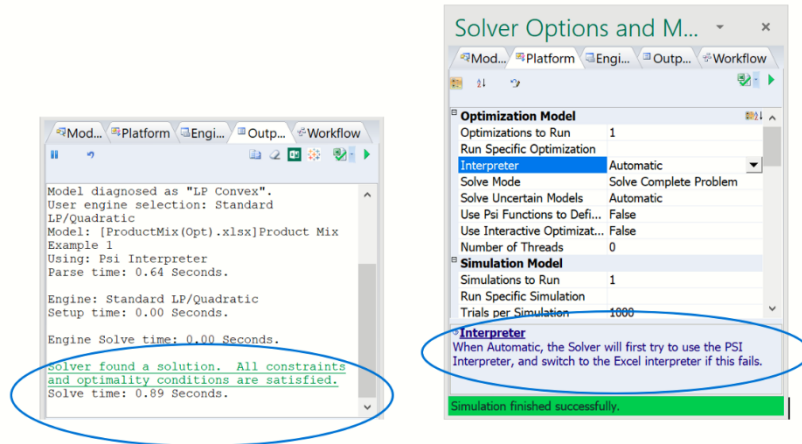 Mod... Platform Engi... Outp... Workflow
Model diagnosed as "LP Convex".
User engine selection: Standard
LP/Quadratic
Model: [ProductMix(Opt).xlsx]Product Mix
Example 1
Using: Psi Interpreter
Parse time: 0.64 Seconds.
Engine: Standard LP/Quadratic
Setup time: 0.00 Seconds.
Engine Solve time: 0.00 Seconds.
Solver found a solution.  All constraints
and optimality conditions are satisfied.
Solve time: 0.89 Seconds.
Solver Options and M...
Mod... Platform Engi... Outp... Workflow
Optimization Model
Optimizations to Run 1
Run Specific Optimization
Interpreter Automatic
Solve Mode Solve Complete Problem
Solve Uncertain Models Automatic
Use Psi Functions to Defi... False
Use Interactive Optimizat... False
Number of Threads 0
Simulation Model
Simulations to Run 1
Run Specific Simulation
Trials per Simulation 1000
Interpreter
When Automatic, the Solver will first try to use the PSI
Interpreter, and switch to the Excel interpreter if this fails.
Simulation finished successfully.